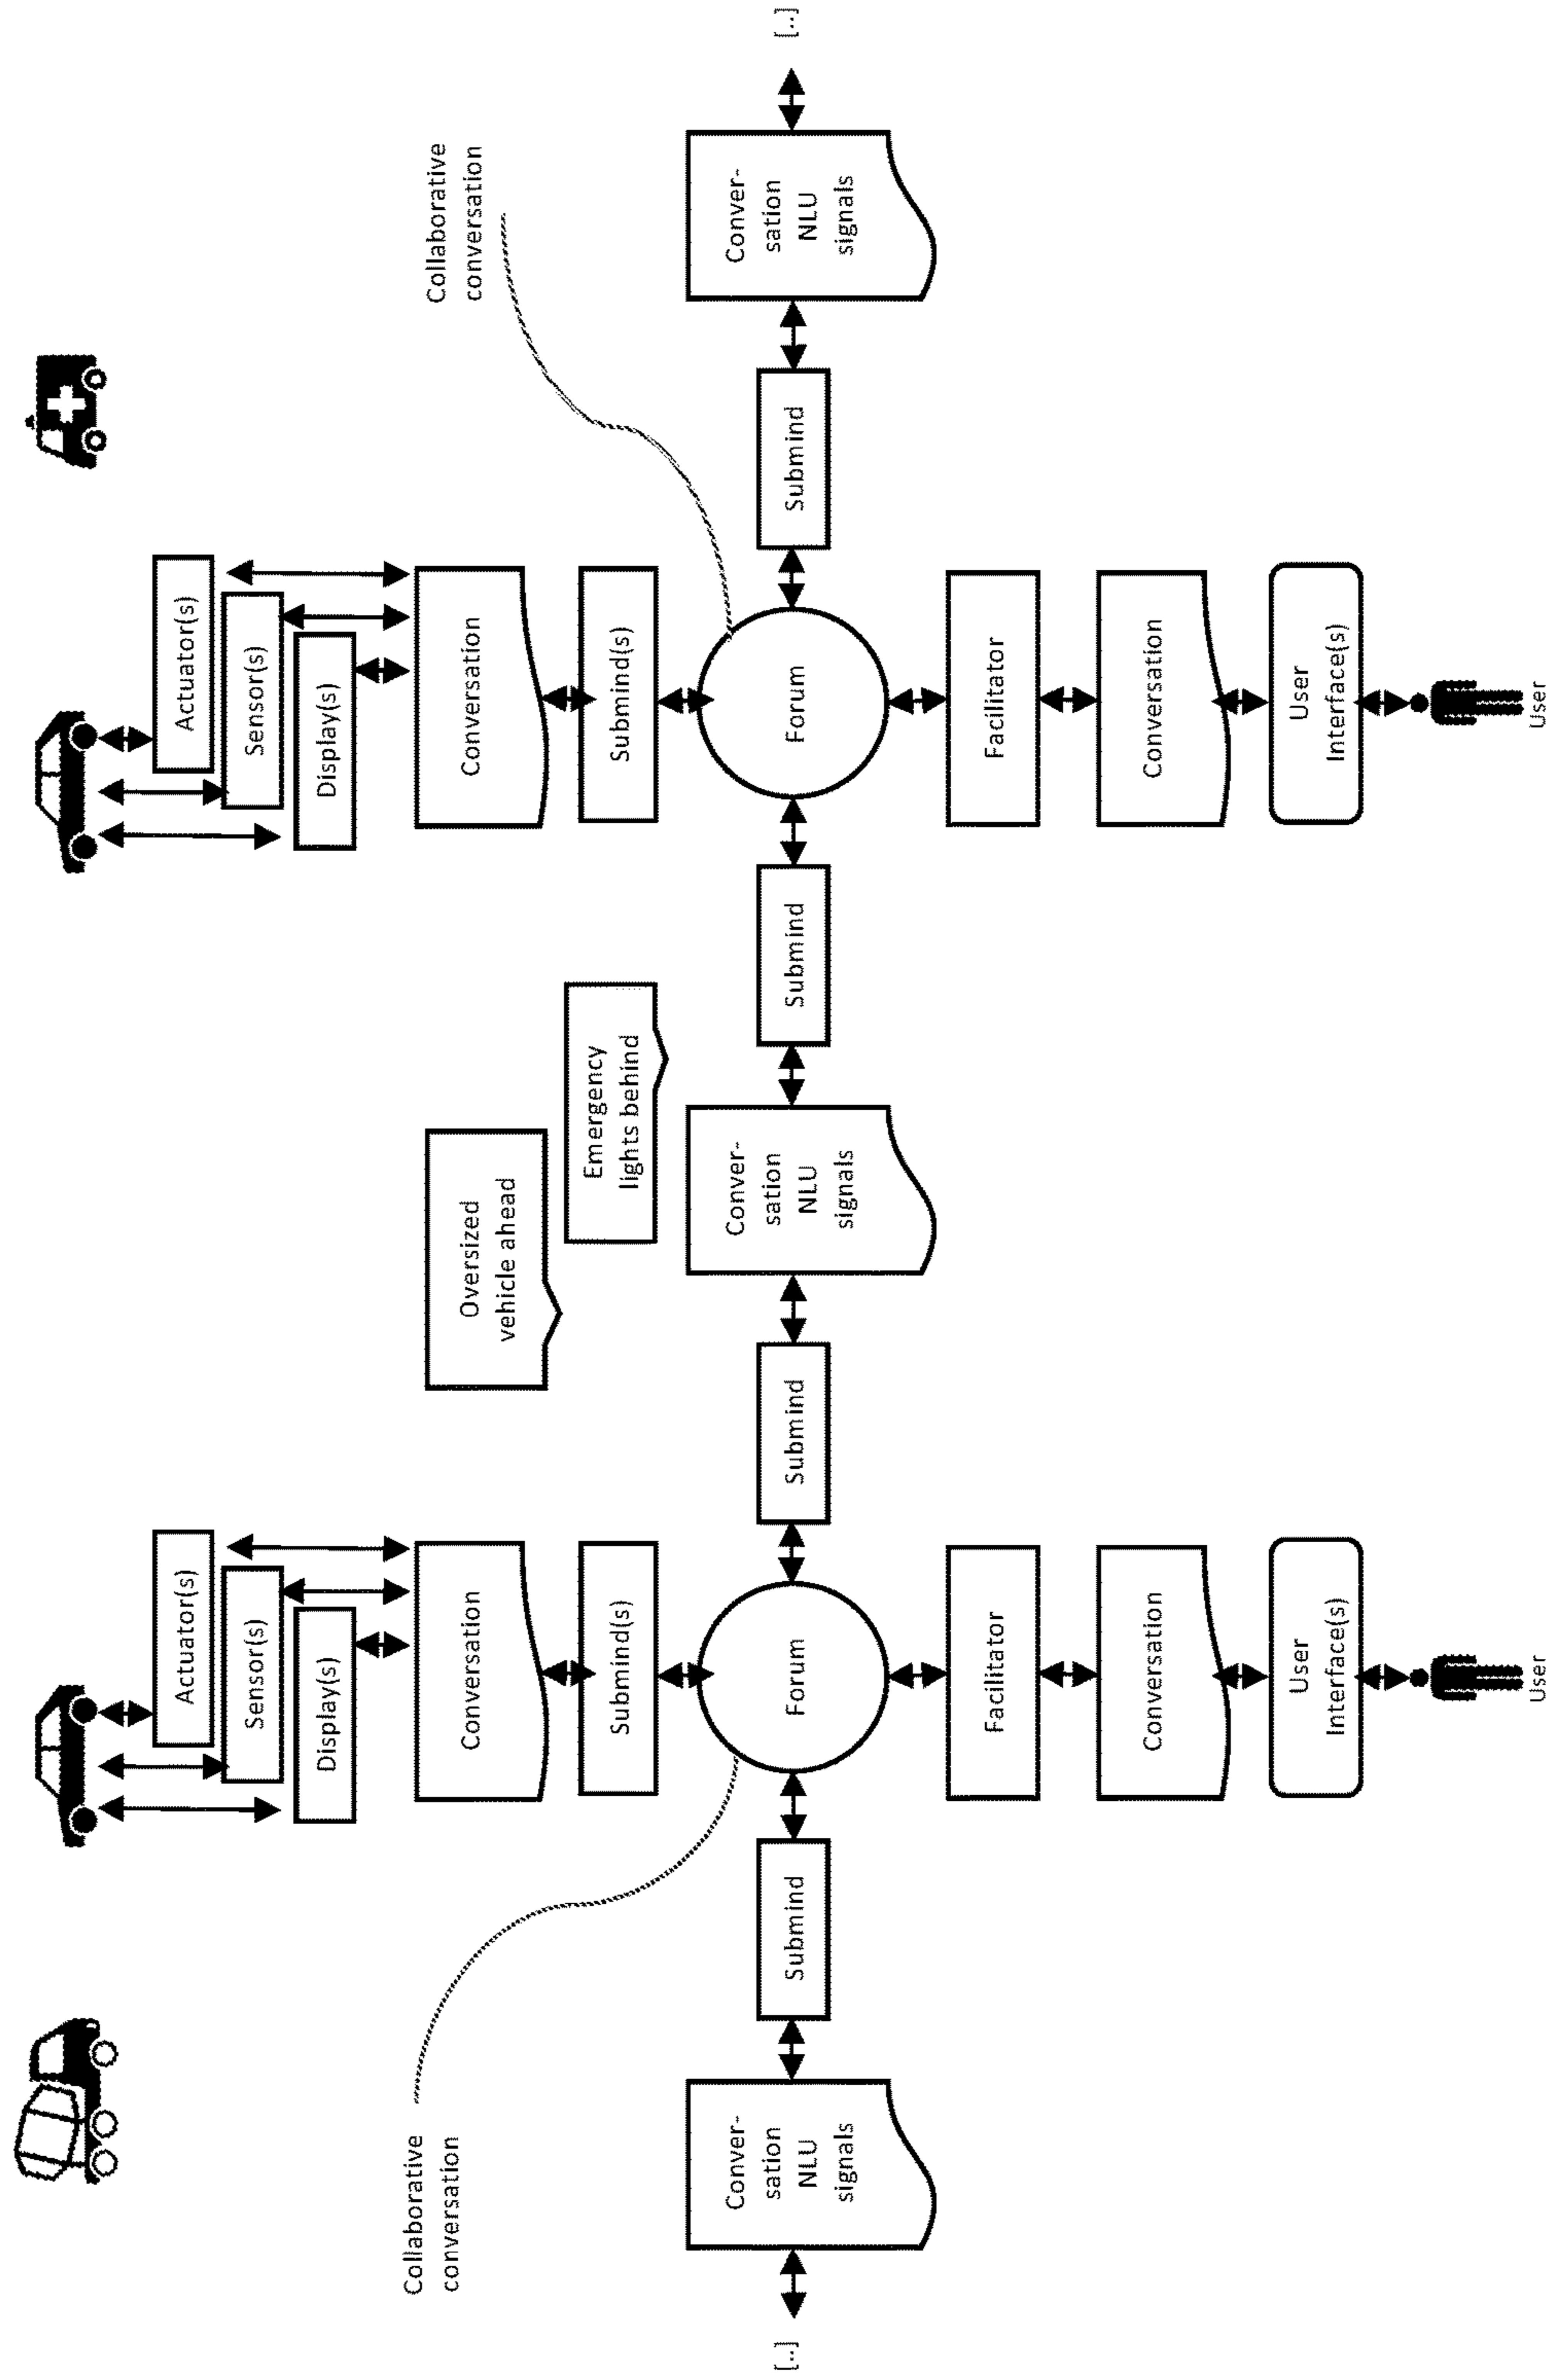 Actuator(s)
Actuator(s)
Sensor(s)
Sensor(s)
Display(s)
Display(s)
Collaborative
conversation
Conversation
Oversized
vehicle ahead
Conversation
Collaborative
conversation
Submind(s)
Emergency
lights behind
Submind(s)
[..]
Conver-
sation
NLU
signals
Submind
Forum
Submind
Conver-
sation
NLU
signals
Submind
Forum
Submind
Conver-
sation
NLU
signals
[..]
Facilitator
Facilitator
Conversation
Conversation
User
Interface(s)
User
Interface(s)
User
User